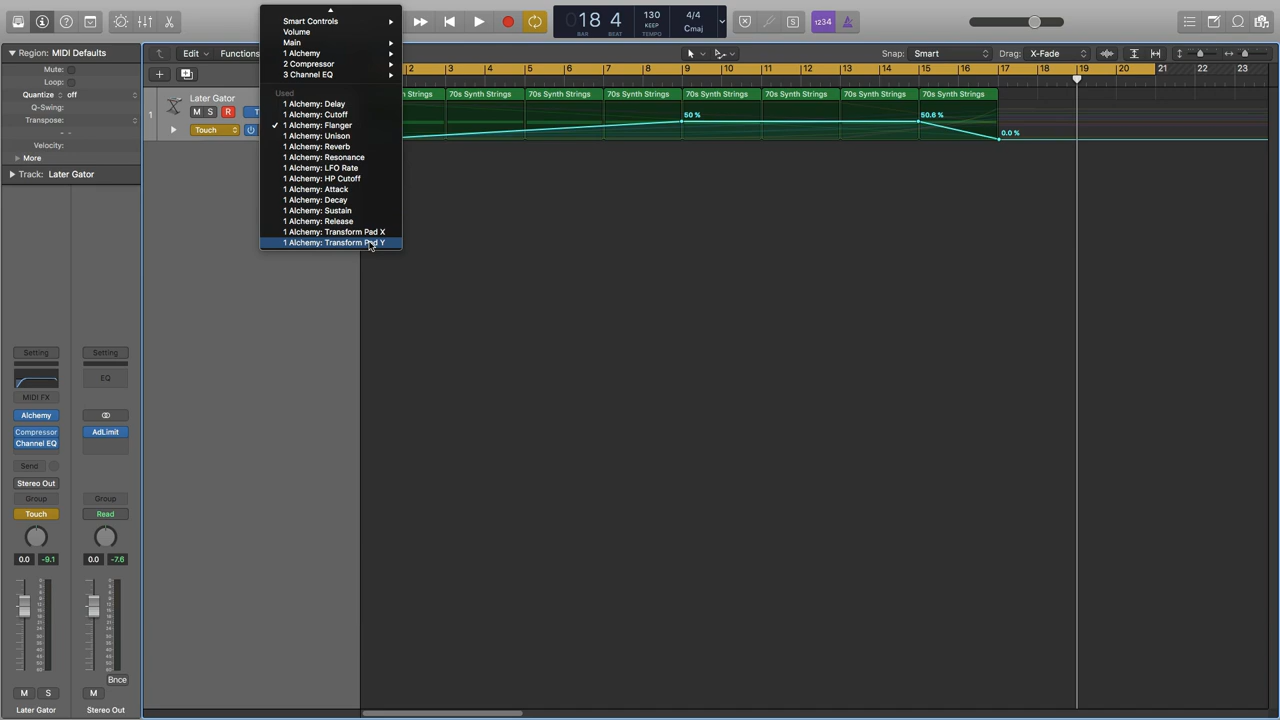 18 4
BAR BEAT
130
KEEP
TEMPO
4/4
Cmaj
S
1234
Region: MIDI Defaults
Mute:
Loop:
Quantize off
Q-Swing:
Transpose:
Velocity:
More
Track: Later Gator
Edit Functions
Snap: Smart
Drag: X-Fade
Smart Controls
Volume
Main
1 Alchemy
2 Compressor
3 Channel EQ
Used
1 Alchemy: Delay
1 Alchemy: Cutoff
✓ 1 Alchemy: Flanger
1 Alchemy: Unison
1 Alchemy: Reverb
1 Alchemy: Resonance
1 Alchemy: LFO Rate
1 Alchemy: HP Cutoff
1 Alchemy: Attack
1 Alchemy: Decay
1 Alchemy: Sustain
1 Alchemy: Release
1 Alchemy: Transform Pad X
1 Alchemy: Transform Pad Y
2 3 4 5 6 7 8 9 10 11 12 13 14 15 16 17 18 19 20 21 22 23
1
Later Gator
M S R
Touch
Strings 70s Synth Strings 70s Synth Strings 70s Synth Strings 70s Synth Strings 70s Synth Strings 70s Synth Strings 70s Synth Strings
50 %
50.6 %
0.0 %
Setting Setting
EQ
MIDI FX
Alchemy
Compressor AdLimit
Channel EQ
Send
Stereo Out
Group Group
Touch Read
0.0 -9.1 0.0 -7.6
Bnce
M S M
Later Gator Stereo Out